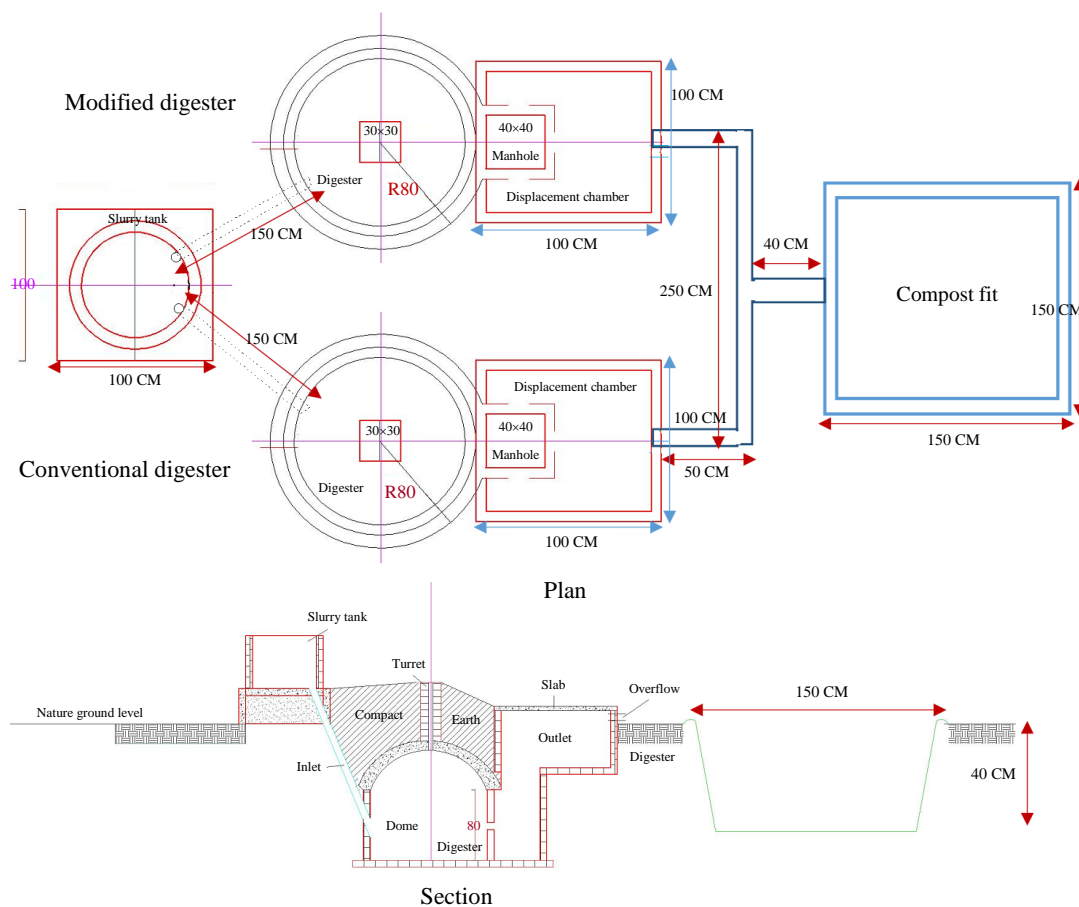 Modified digester
30×30
Digester
R80
40×40
Manhole
Displacement chamber
100 CM
100 CM
Slurry tank
100
100 CM
150 CM
150 CM
250 CM
40 CM
Compost fit
150 CM
150 CM
Conventional digester
30×30
Digester
R80
Displacement chamber
40×40
Manhole
100 CM
50 CM
100 CM
Plan
Slurry tank
Turret
Slab
Overflow
150 CM
Nature ground level
Compact
Earth
Outlet
Digester
Inlet
40 CM
Dome
80
Digester
Section